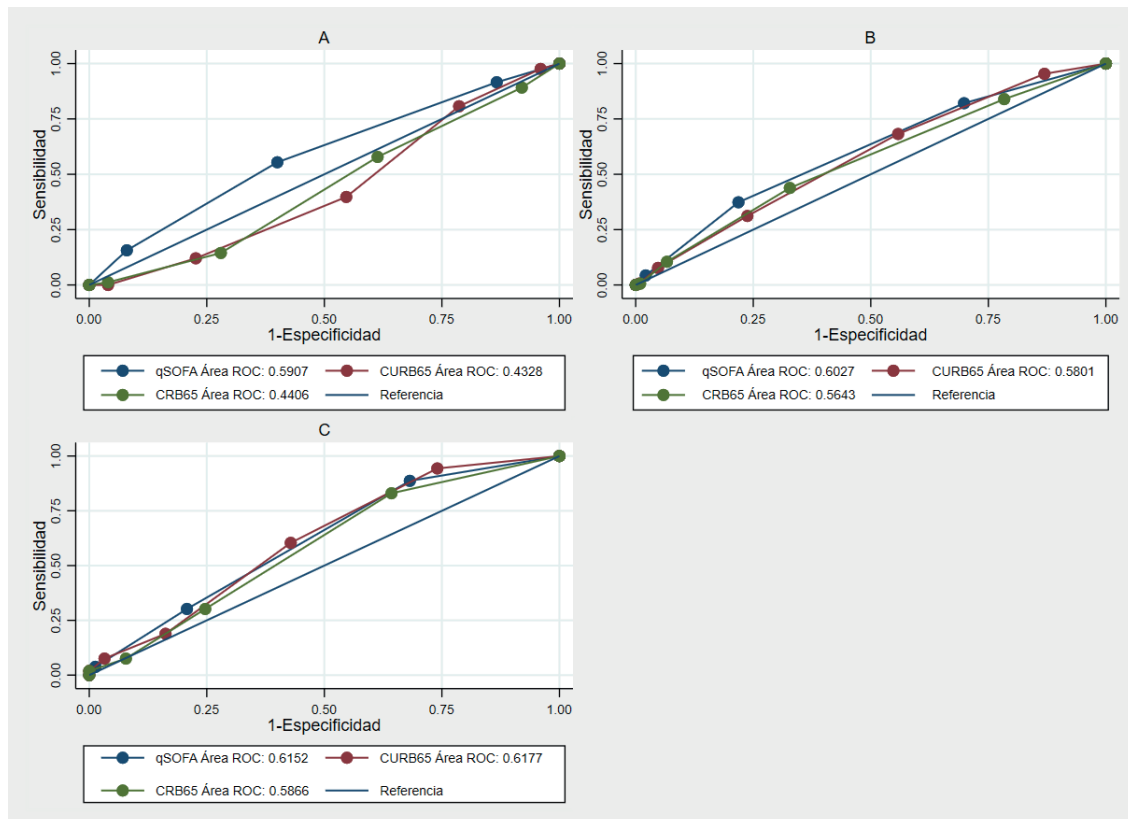 A
Sensibilidad
1.00
0.75
0.50
0.25
0.00
0.00 0.25 0.50 0.75 1.00
1-Especificidad
qSOFA Área ROC: 0.5907 CURB65 Área ROC: 0.4328
CRB65 Área ROC: 0.4406 Referencia
B
Sensibilidad
1.00
0.75
0.50
0.25
0.00
0.00 0.25 0.50 0.75 1.00
1-Especificidad
qSOFA Área ROC: 0.6027 CURB65 Área ROC: 0.5801
CRB65 Área ROC: 0.5643 Referencia
C
Sensibilidad
1.00
0.75
0.50
0.25
0.00
0.00 0.25 0.50 0.75 1.00
1-Especificidad
qSOFA Área ROC: 0.6152 CURB65 Área ROC: 0.6177
CRB65 Área ROC: 0.5866 Referencia